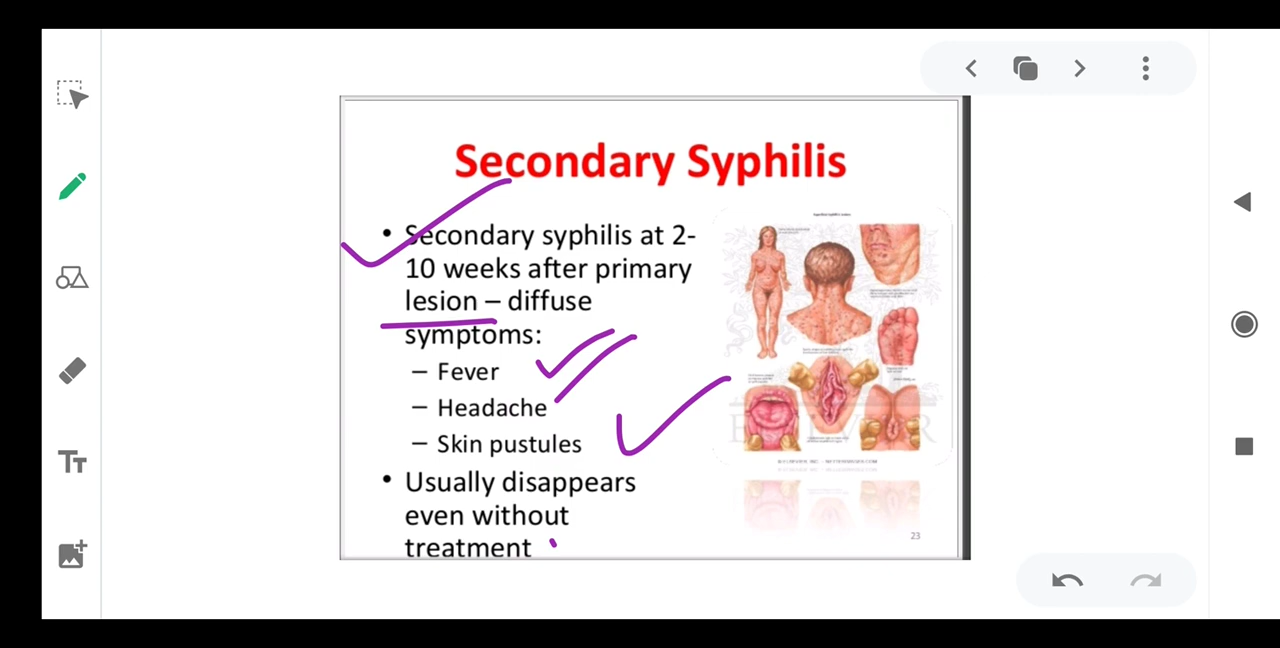 Secondary Syphilis
• Secondary syphilis at 2-
10 weeks after primary
lesion – diffuse
symptoms:
– Fever
– Headache
– Skin pustules
• Usually disappears
even without
treatment
ELSEVIER
23